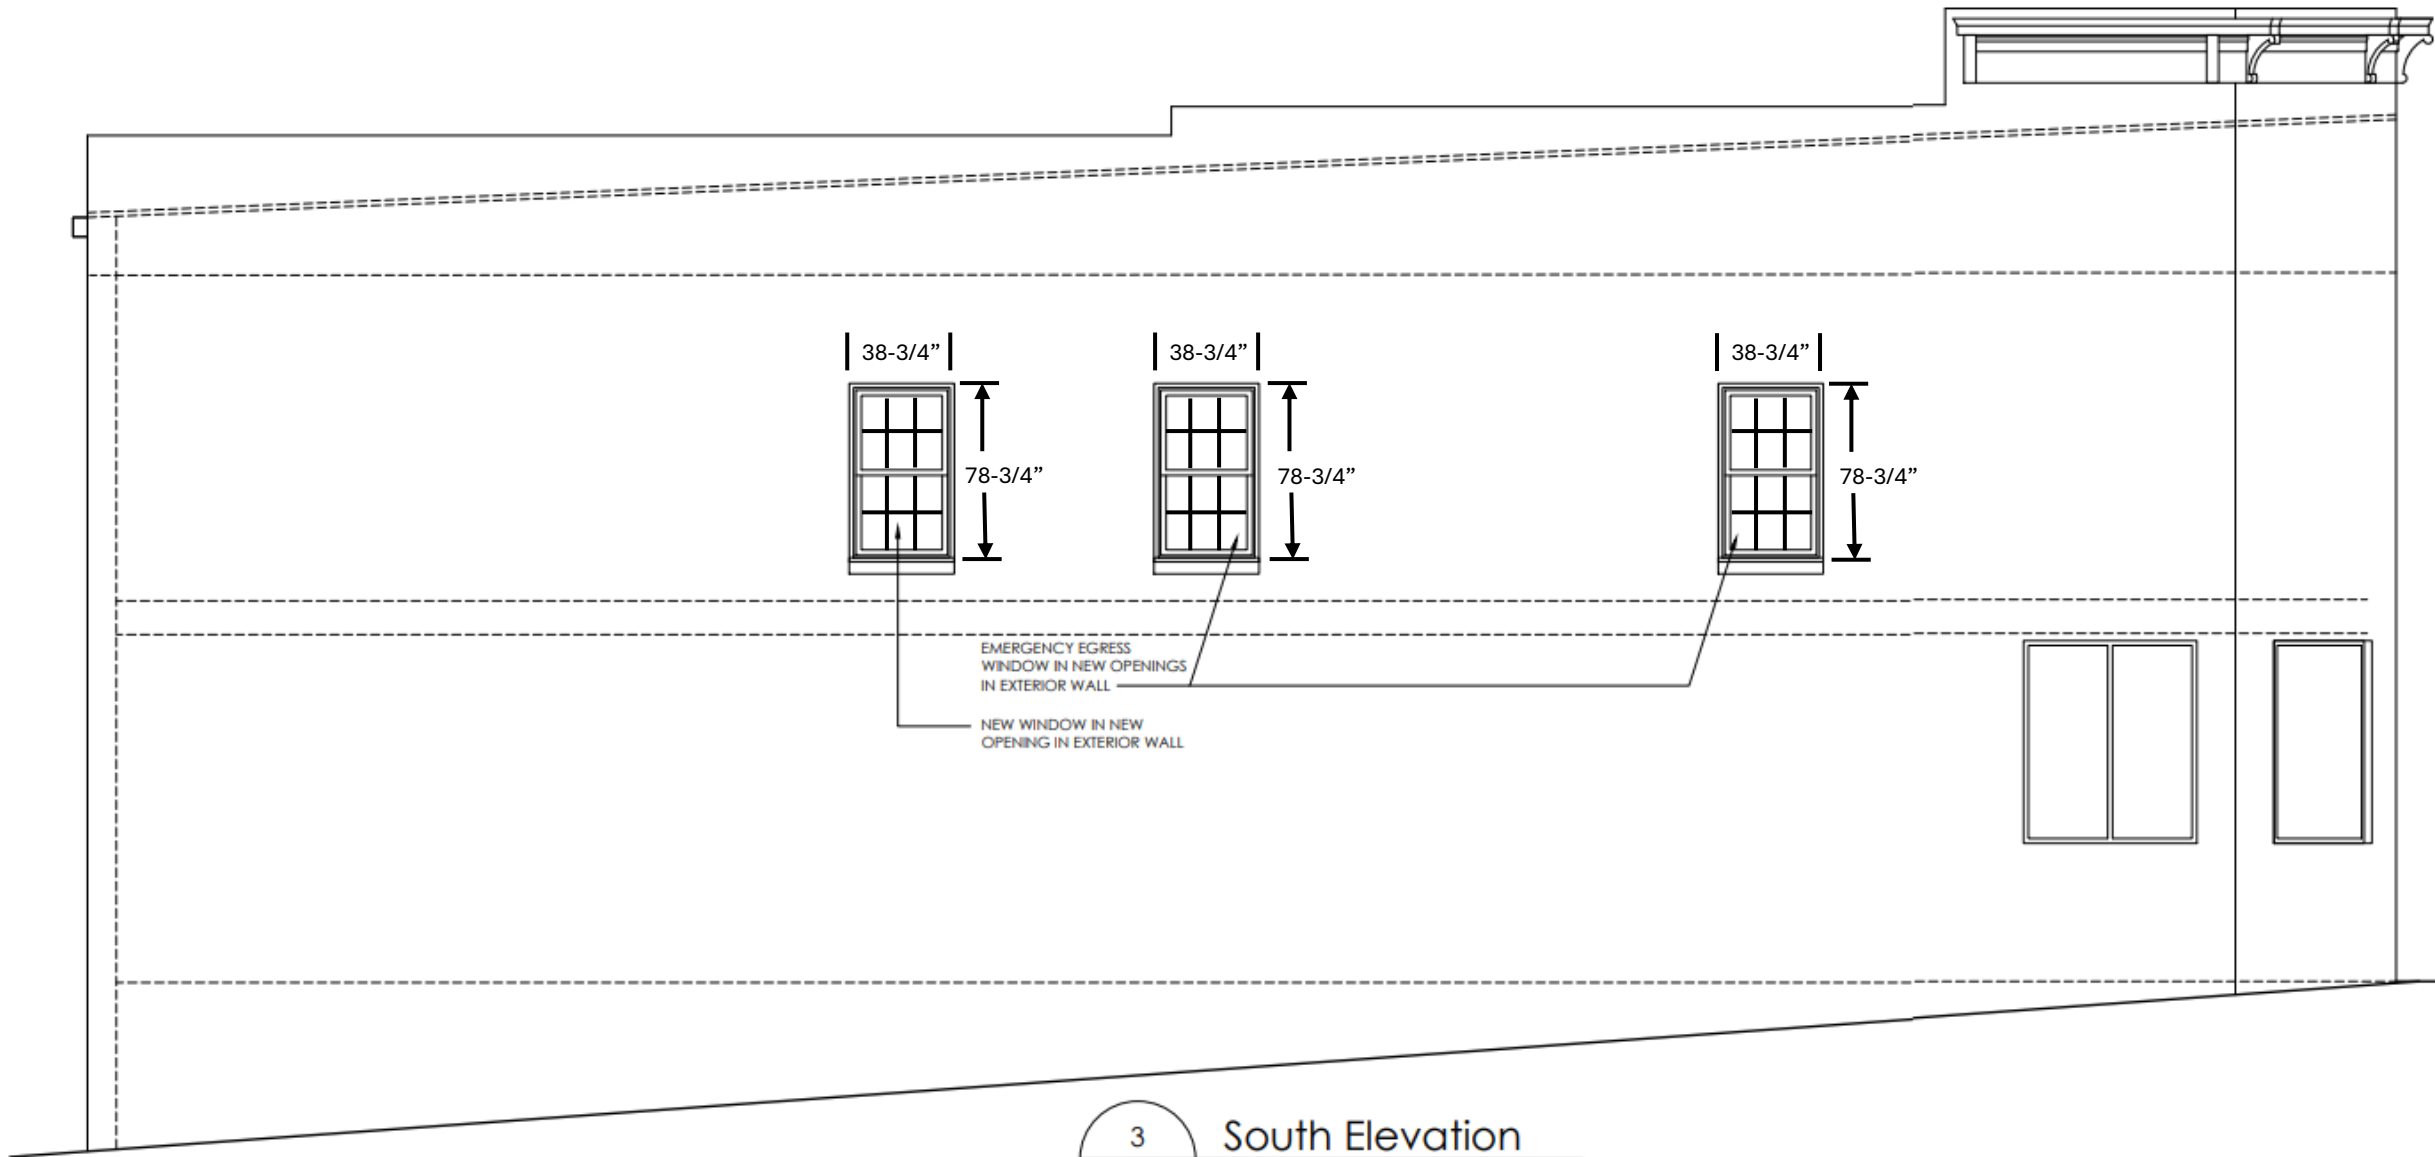 38-3/4”
38-3/4”
38-3/4”
78-3/4”
78-3/4”
78-3/4”
EMERGENCY EGRESS
WINDOW IN NEW OPENINGS
IN EXTERIOR WALL
NEW WINDOW IN NEW
OPENING IN EXTERIOR WALL
3
South Elevation